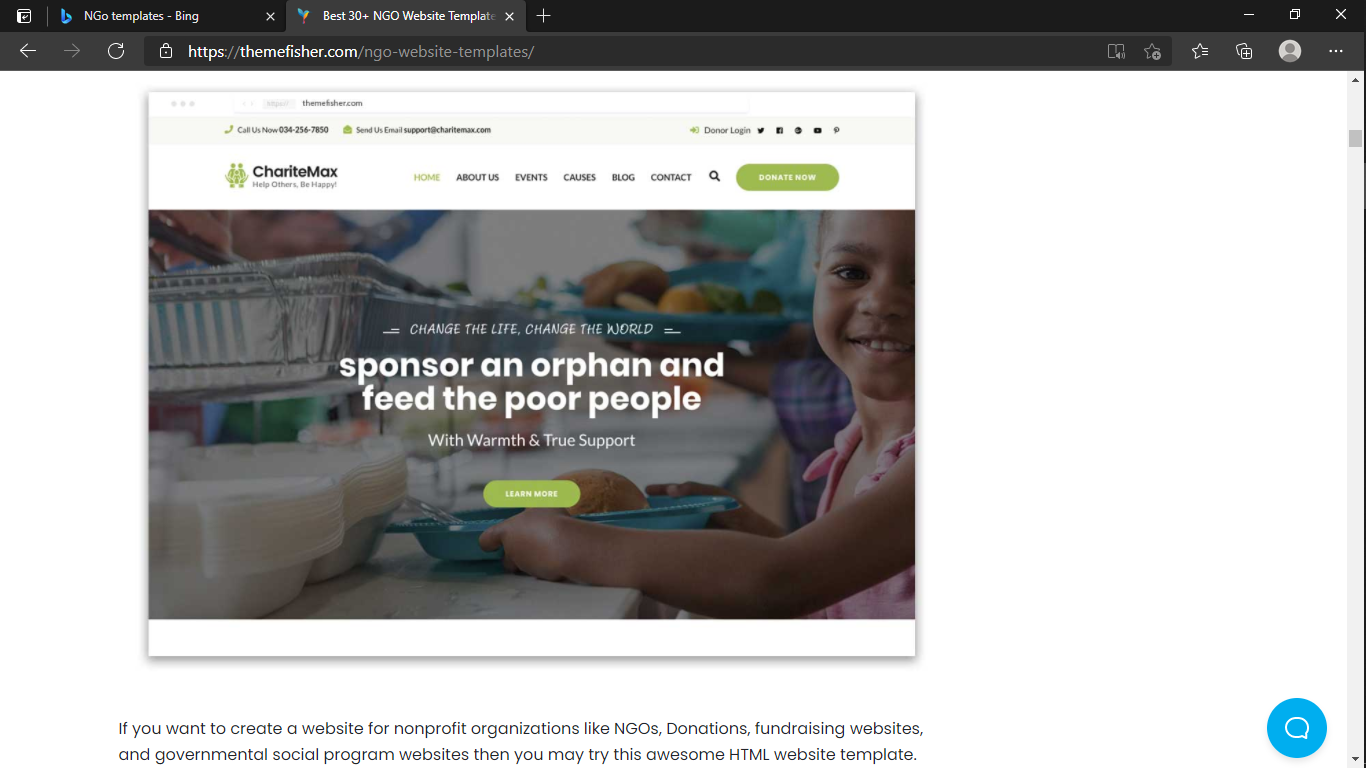 NGo templates - Bing
Best 30+ NGO Website Template
https://themefisher.com/ngo-website-templates/
https:// themefisher.com
Call Us Now 034-256-7850 Send Us Email support@charitemax.com Donor Login
ChariteMax
Help Others, Be Happy!
HOME ABOUT US EVENTS CAUSES BLOG CONTACT DONATE NOW
CHANGE THE LIFE, CHANGE THE WORLD
sponsor an orphan and
feed the poor people
With Warmth & True Support
LEARN MORE
If you want to create a website for nonprofit organizations like NGOs, Donations, fundraising websites,
and governmental social program websites then you may try this awesome HTML website template.